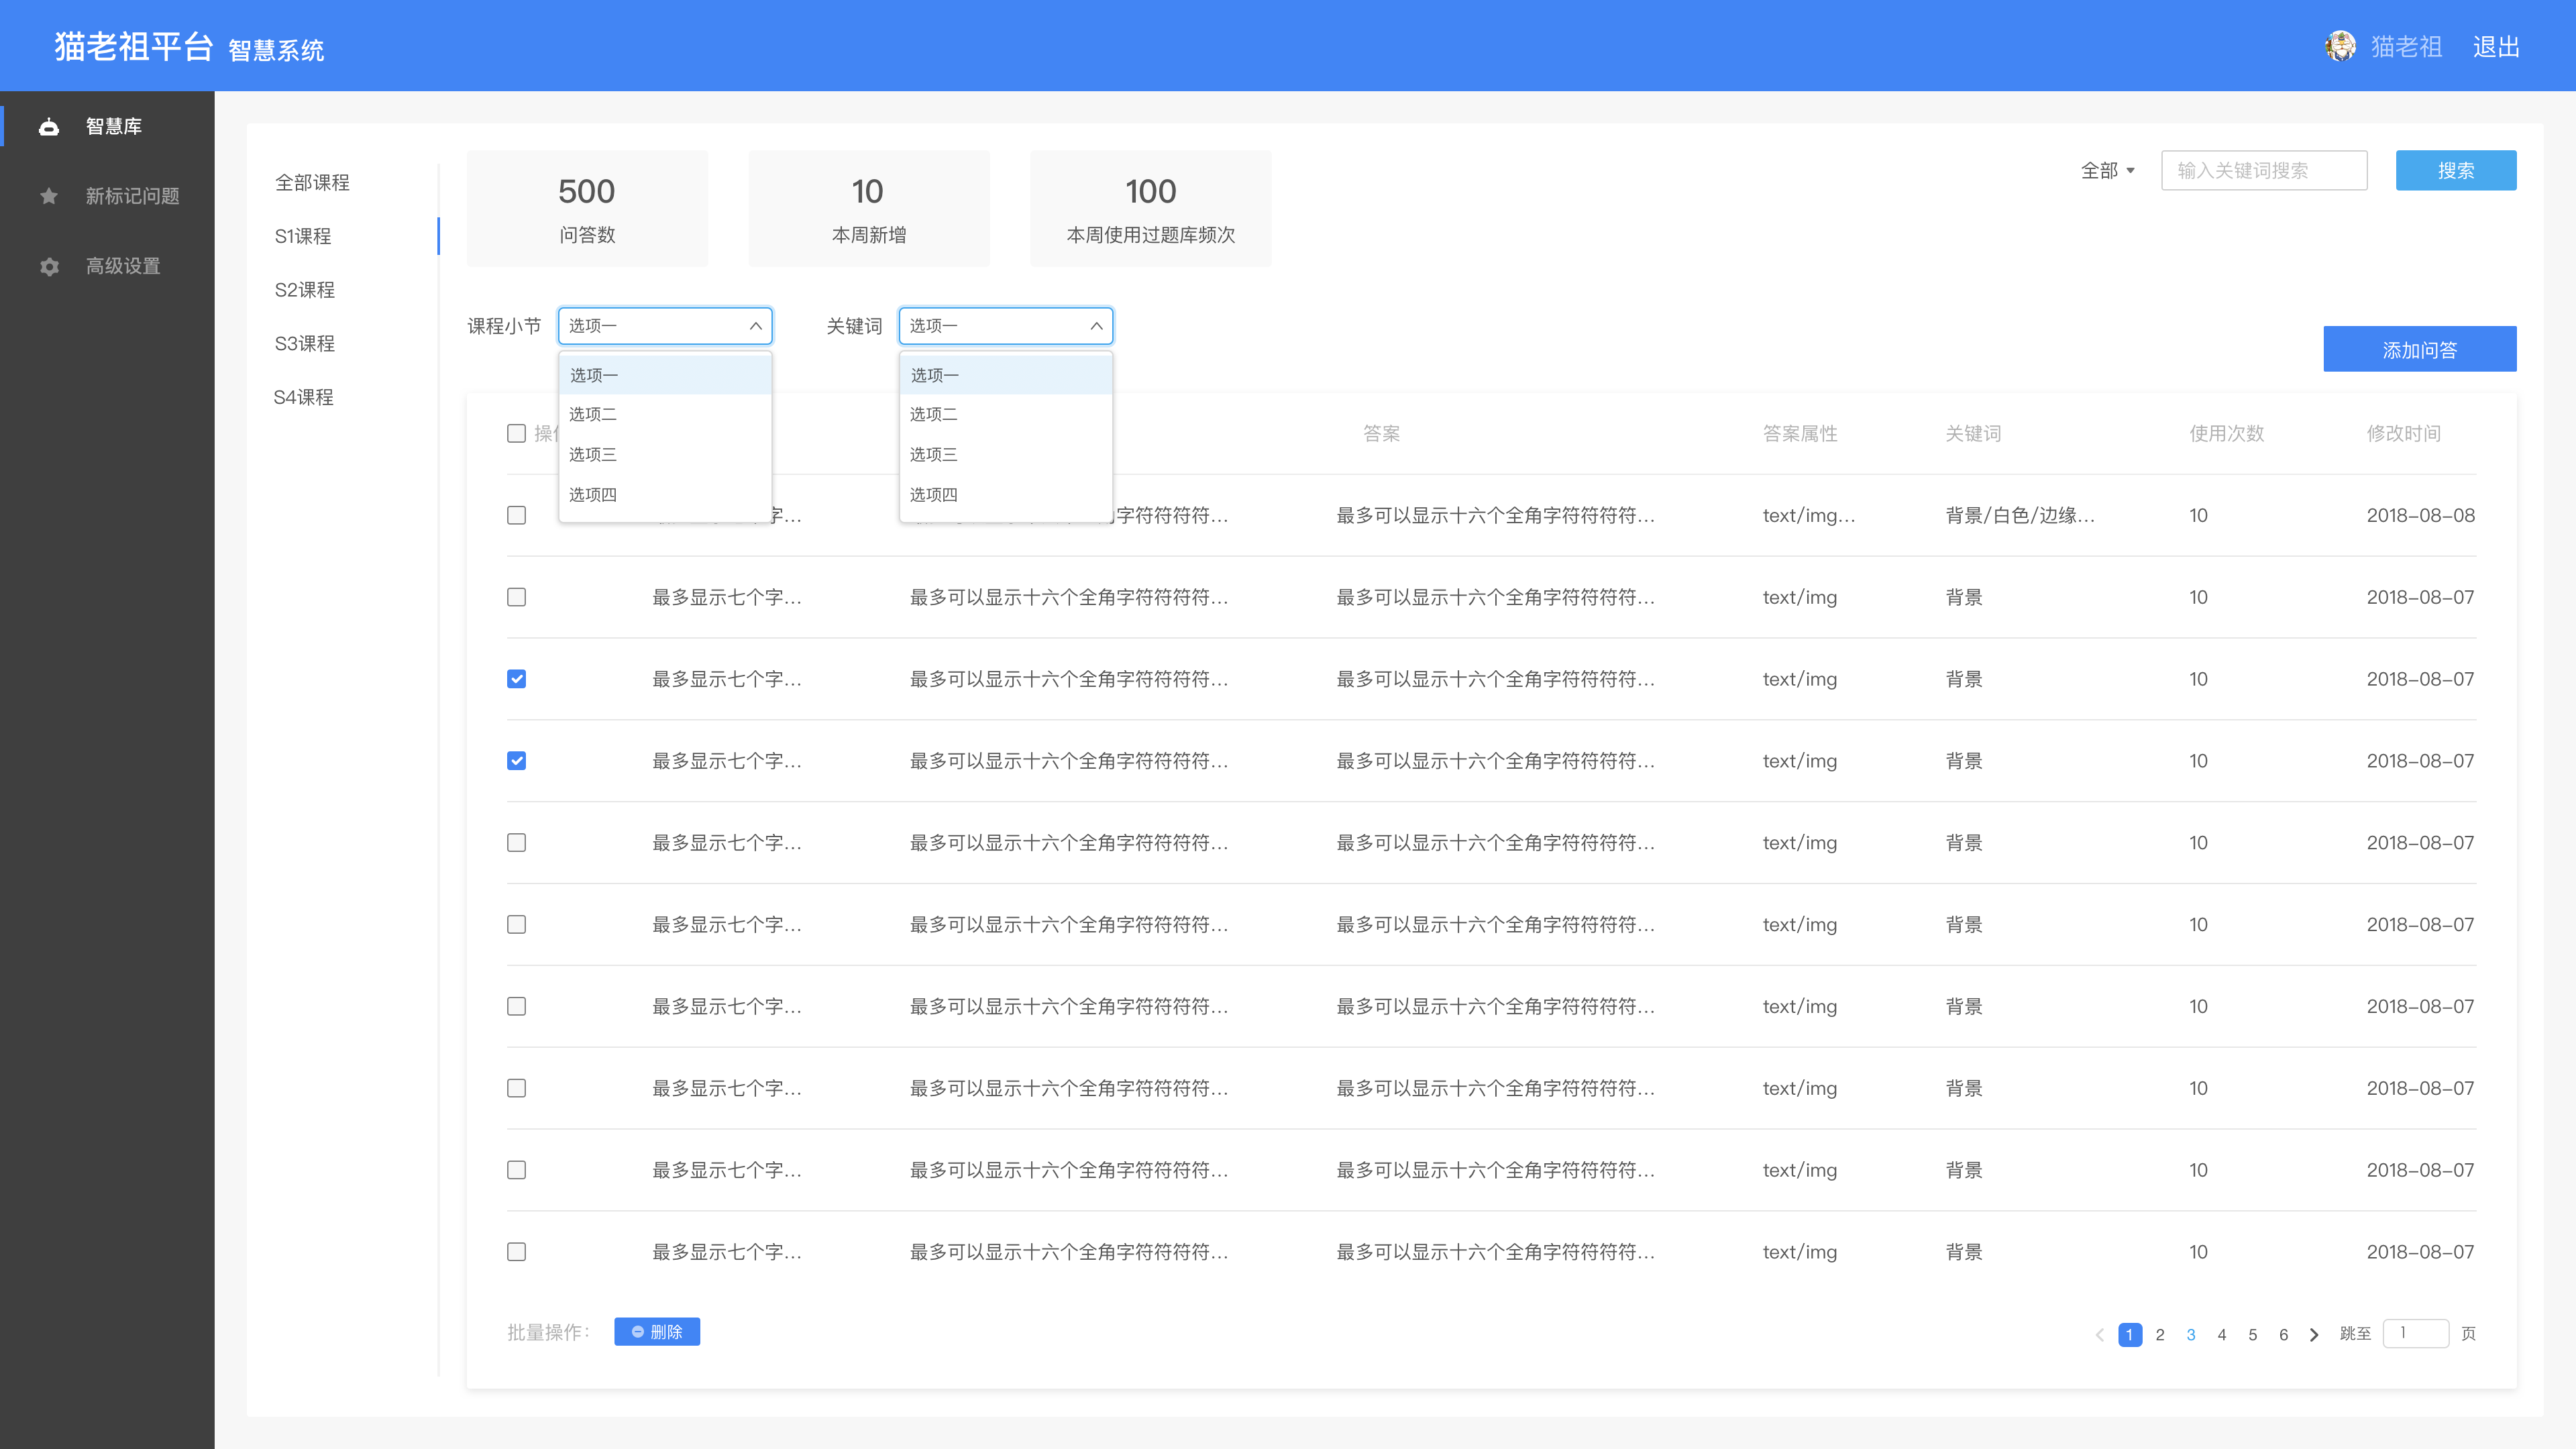 猫老祖平台 智慧系统
猫老祖 退出
智慧库
新标记问题
高级设置
全部课程
S1课程
S2课程
S3课程
S4课程
500
问答数
10
本周新增
100
本周使用过题库频次
全部
输入关键词搜索
搜索
课程小节 选项一
选项一
选项二
选项三
选项四
关键词 选项一
选项一
选项二
选项三
选项四
添加问答
答案 答案属性 关键词 使用次数 修改时间
字… 字符符符符… 最多可以显示十六个全角字符符符符… text/img… 背景/白色/边缘… 10 2018-08-08
最多显示七个字… 最多可以显示十六个全角字符符符符… 最多可以显示十六个全角字符符符符… text/img 背景 10 2018-08-07
最多显示七个字… 最多可以显示十六个全角字符符符符… 最多可以显示十六个全角字符符符符… text/img 背景 10 2018-08-07
最多显示七个字… 最多可以显示十六个全角字符符符符… 最多可以显示十六个全角字符符符符… text/img 背景 10 2018-08-07
最多显示七个字… 最多可以显示十六个全角字符符符符… 最多可以显示十六个全角字符符符符… text/img 背景 10 2018-08-07
最多显示七个字… 最多可以显示十六个全角字符符符符… 最多可以显示十六个全角字符符符符… text/img 背景 10 2018-08-07
最多显示七个字… 最多可以显示十六个全角字符符符符… 最多可以显示十六个全角字符符符符… text/img 背景 10 2018-08-07
最多显示七个字… 最多可以显示十六个全角字符符符符… 最多可以显示十六个全角字符符符符… text/img 背景 10 2018-08-07
最多显示七个字… 最多可以显示十六个全角字符符符符… 最多可以显示十六个全角字符符符符… text/img 背景 10 2018-08-07
最多显示七个字… 最多可以显示十六个全角字符符符符… 最多可以显示十六个全角字符符符符… text/img 背景 10 2018-08-07
批量操作： 删除
1 2 3 4 5 6 跳至 1 页